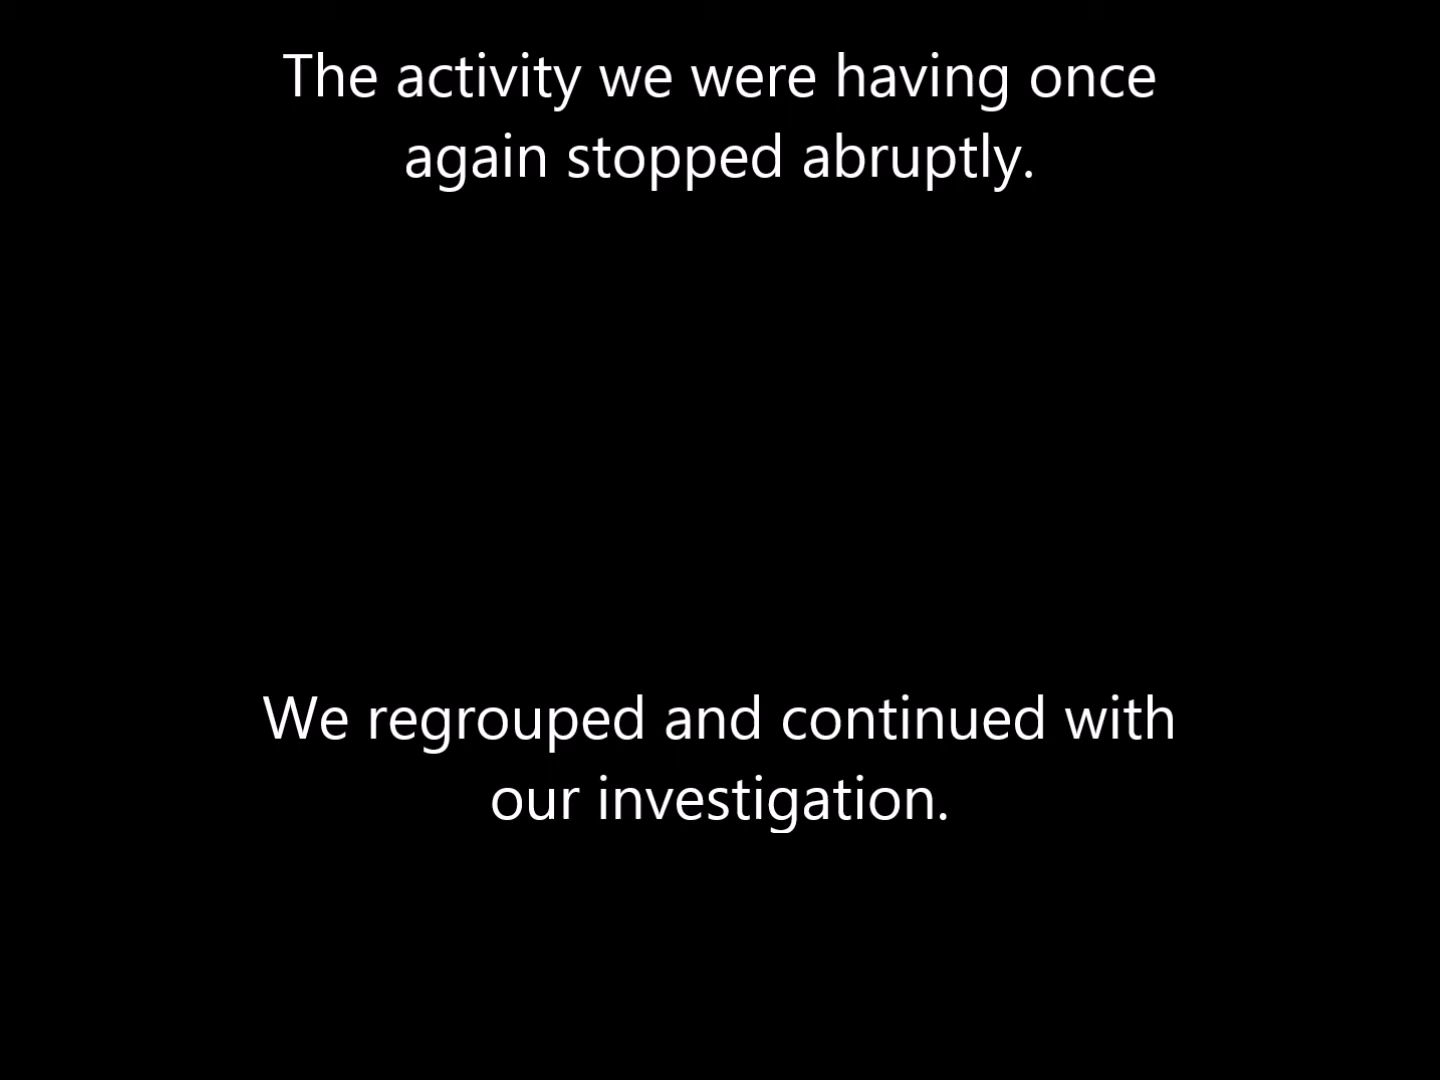 The activity we were having once
again stopped abruptly.
We regrouped and continued with
our investigation.